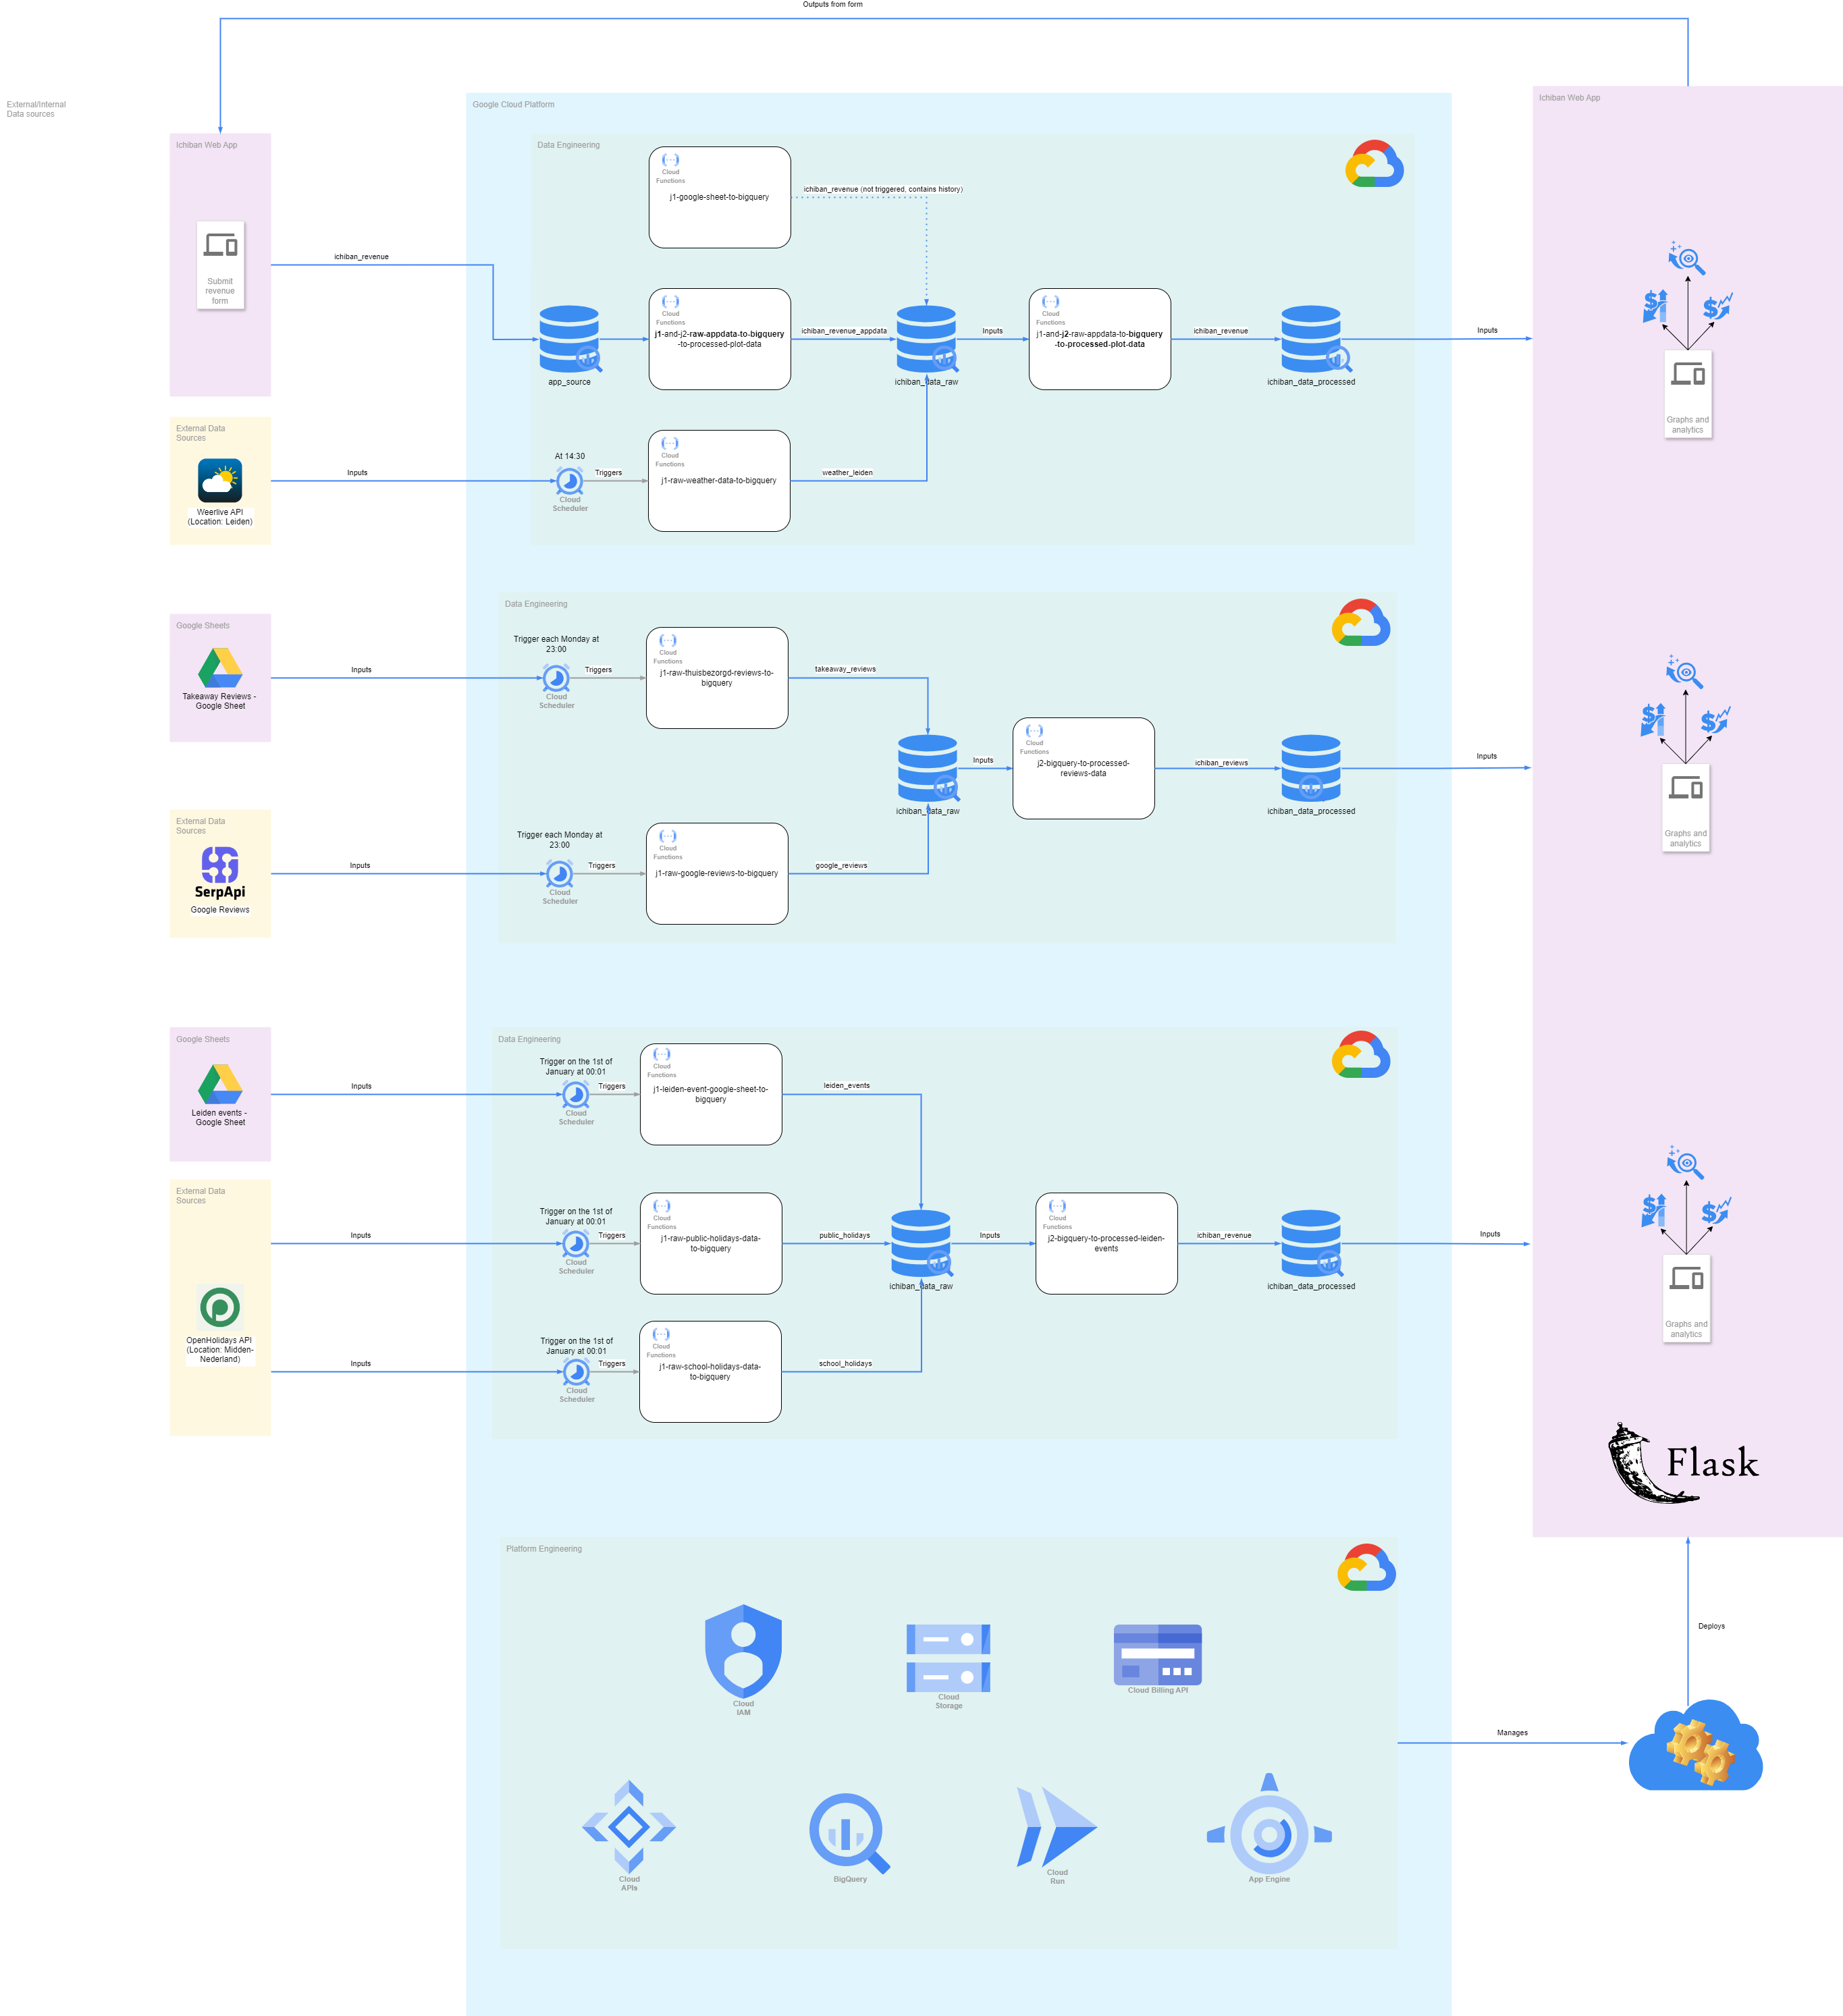 Outputs from form
External/Internal
Data sources
Ichiban Web App
Submit
revenue
form
ichiban_revenue
External Data
Sources
Weerlive API
(Location: Leiden)
Inputs
Google Cloud Platform
Data Engineering
Cloud
Functions
j1-google-sheet-to-bigquery
ichiban_revenue (not triggered, contains history)
app_source
Cloud
Functions
j1-and-j2-raw-appdata-to-bigquery
-to-processed-plot-data
ichiban_revenue_appdata
ichiban_data_raw
Inputs
Cloud
Functions
j1-and-j2-raw-appdata-to-bigquery
-to-processed-plot-data
ichiban_revenue
ichiban_data_processed
Inputs
At 14:30
Cloud
Scheduler
Triggers
Cloud
Functions
j1-raw-weather-data-to-bigquery
weather_leiden
Ichiban Web App
Graphs and
analytics
Google Sheets
Takeaway Reviews -
Google Sheet
Inputs
External Data
Sources
SerpApi
Google Reviews
Inputs
Data Engineering
Trigger each Monday at
23:00
Cloud
Scheduler
Triggers
Cloud
Functions
j1-raw-thuisbezorgd-reviews-to-
bigquery
takeaway_reviews
ichiban_data_raw
Inputs
Cloud
Functions
j2-bigquery-to-processed-
reviews-data
ichiban_reviews
ichiban_data_processed
Inputs
Trigger each Monday at
23:00
Cloud
Scheduler
Triggers
Cloud
Functions
j1-raw-google-reviews-to-bigquery
google_reviews
Graphs and
analytics
Google Sheets
Leiden events -
Google Sheet
Inputs
External Data
Sources
Inputs
OpenHolidays API
(Location: Midden-
Nederland)
Inputs
Data Engineering
Trigger on the 1st of
January at 00:01
Cloud
Scheduler
Triggers
Cloud
Functions
j1-leiden-event-google-sheet-to-
bigquery
leiden_events
Trigger on the 1st of
January at 00:01
Cloud
Scheduler
Triggers
Cloud
Functions
j1-raw-public-holidays-data-
to-bigquery
public_holidays
ichiban_data_raw
Inputs
Cloud
Functions
j2-bigquery-to-processed-leiden-
events
ichiban_revenue
ichiban_data_processed
Inputs
Trigger on the 1st of
January at 00:01
Cloud
Scheduler
Triggers
Cloud
Functions
j1-raw-school-holidays-data-
to-bigquery
school_holidays
Graphs and
analytics
Flask
Platform Engineering
Cloud
IAM
Cloud
Storage
Cloud Billing API
Cloud
APIs
BigQuery
Cloud
Run
App Engine
Manages
Deploys